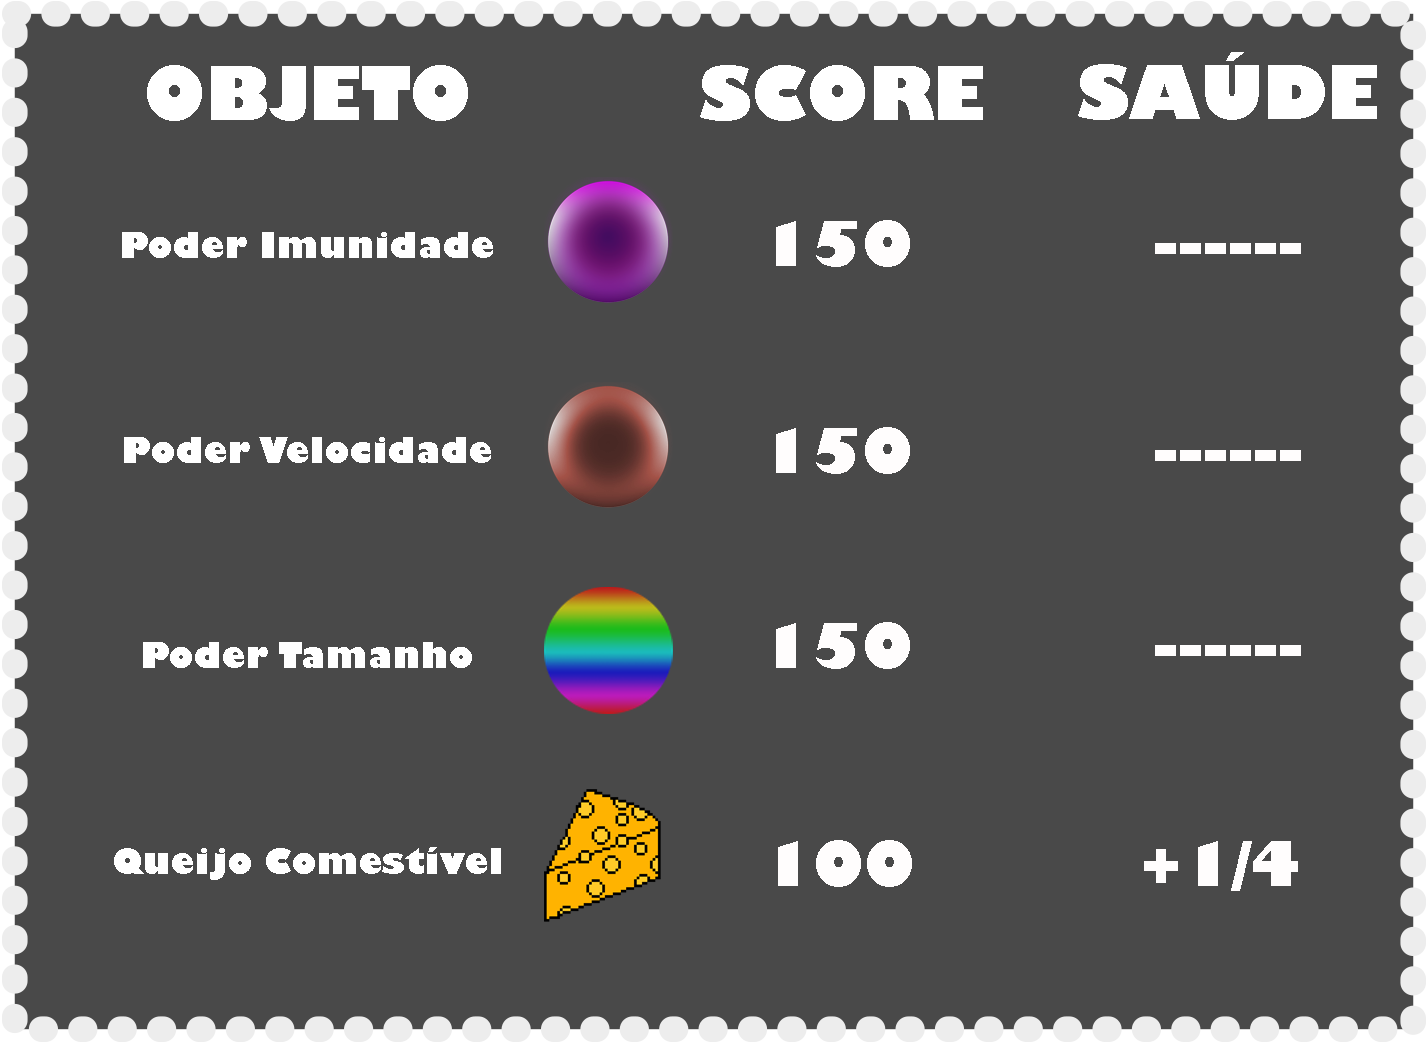 OBJETO SCORE SAÚDE
Poder Imunidade 150 ------
Poder Velocidade 150 ------
Poder Tamanho 150 ------
Queijo Comestível 100 +1/4